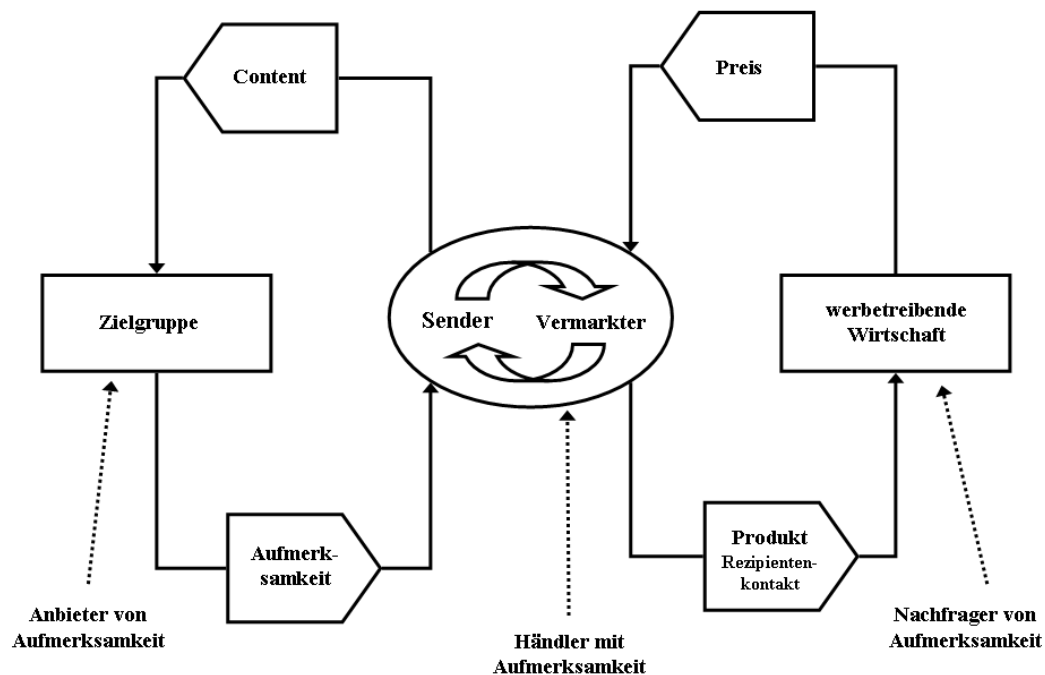 Content
Preis
Zielgruppe
Sender
Vermarkter
werbetreibende
Wirtschaft
Aufmerk-
samkeit
Produkt
Rezipienten-
kontakt
Anbieter von
Aufmerksamkeit
Händler mit
Aufmerksamkeit
Nachfrager von
Aufmerksamkeit